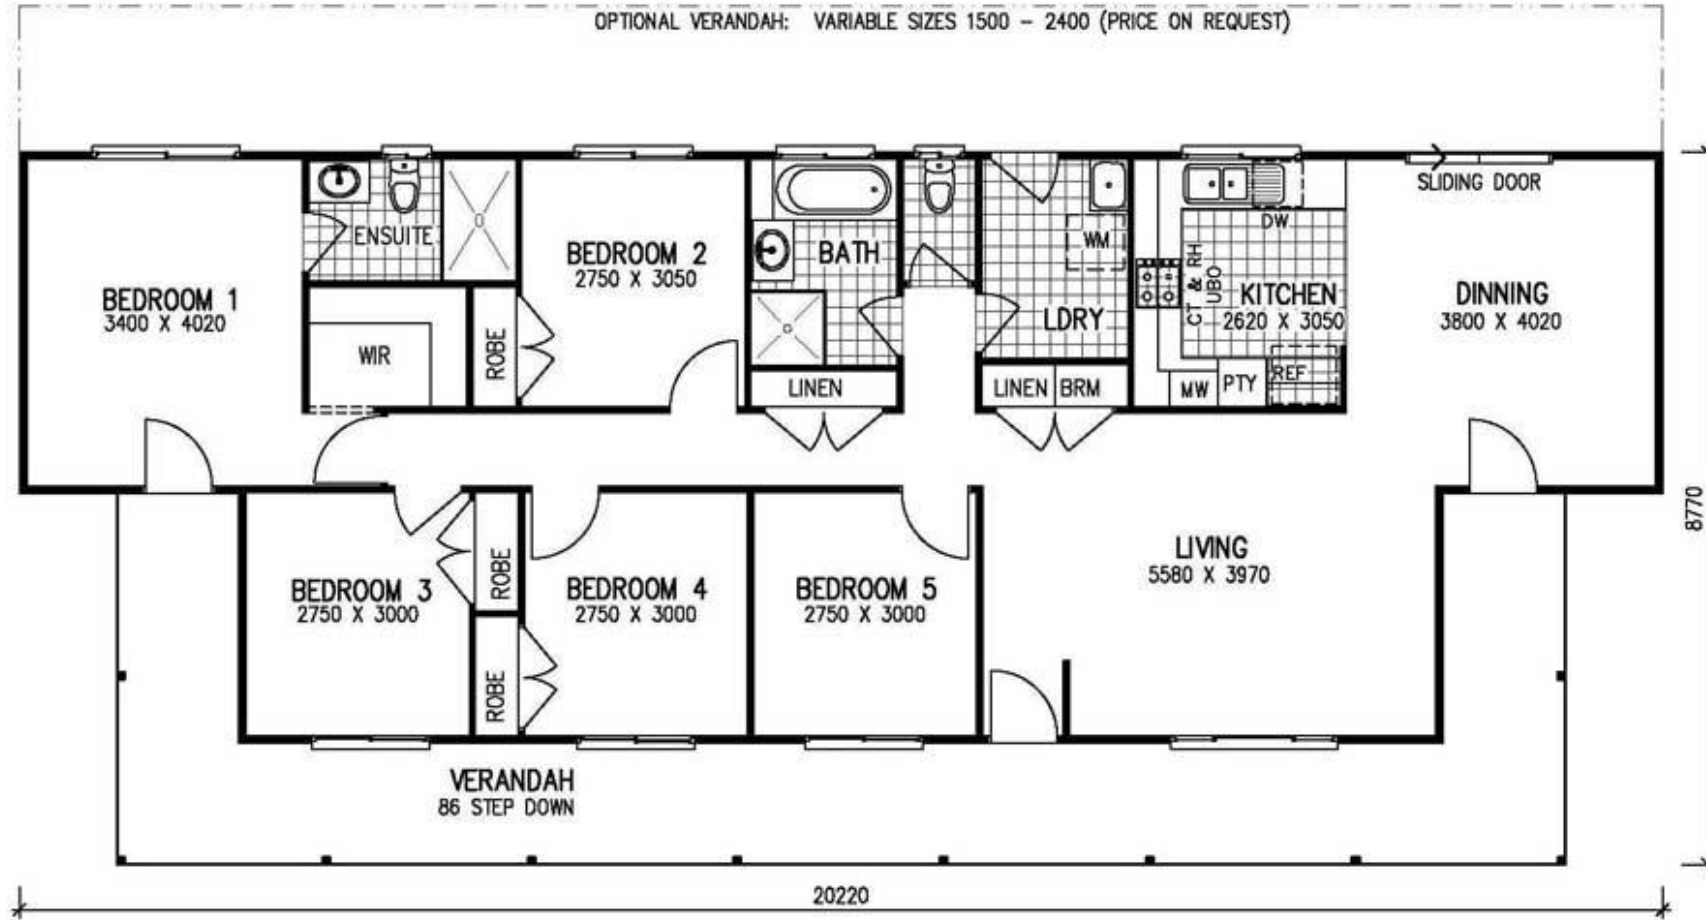 OPTIONAL VERANDAH: VARIABLE SIZES 1500 - 2400 (PRICE ON REQUEST)
SLIDING DOOR
ENSUITE
BEDROOM 1
3400 X 4020
WIR
ROBE
BEDROOM 2
2750 X 3050
BATH
LINEN
WM
LDRY
LINEN
BRM
DW
CT & RH
UBO
KITCHEN
2620 X 3050
MW
PTY
REF
DINNING
3800 X 4020
BEDROOM 3
2750 X 3000
ROBE
ROBE
BEDROOM 4
2750 X 3000
BEDROOM 5
2750 X 3000
LIVING
5580 X 3970
8770
VERANDAH
86 STEP DOWN
20220